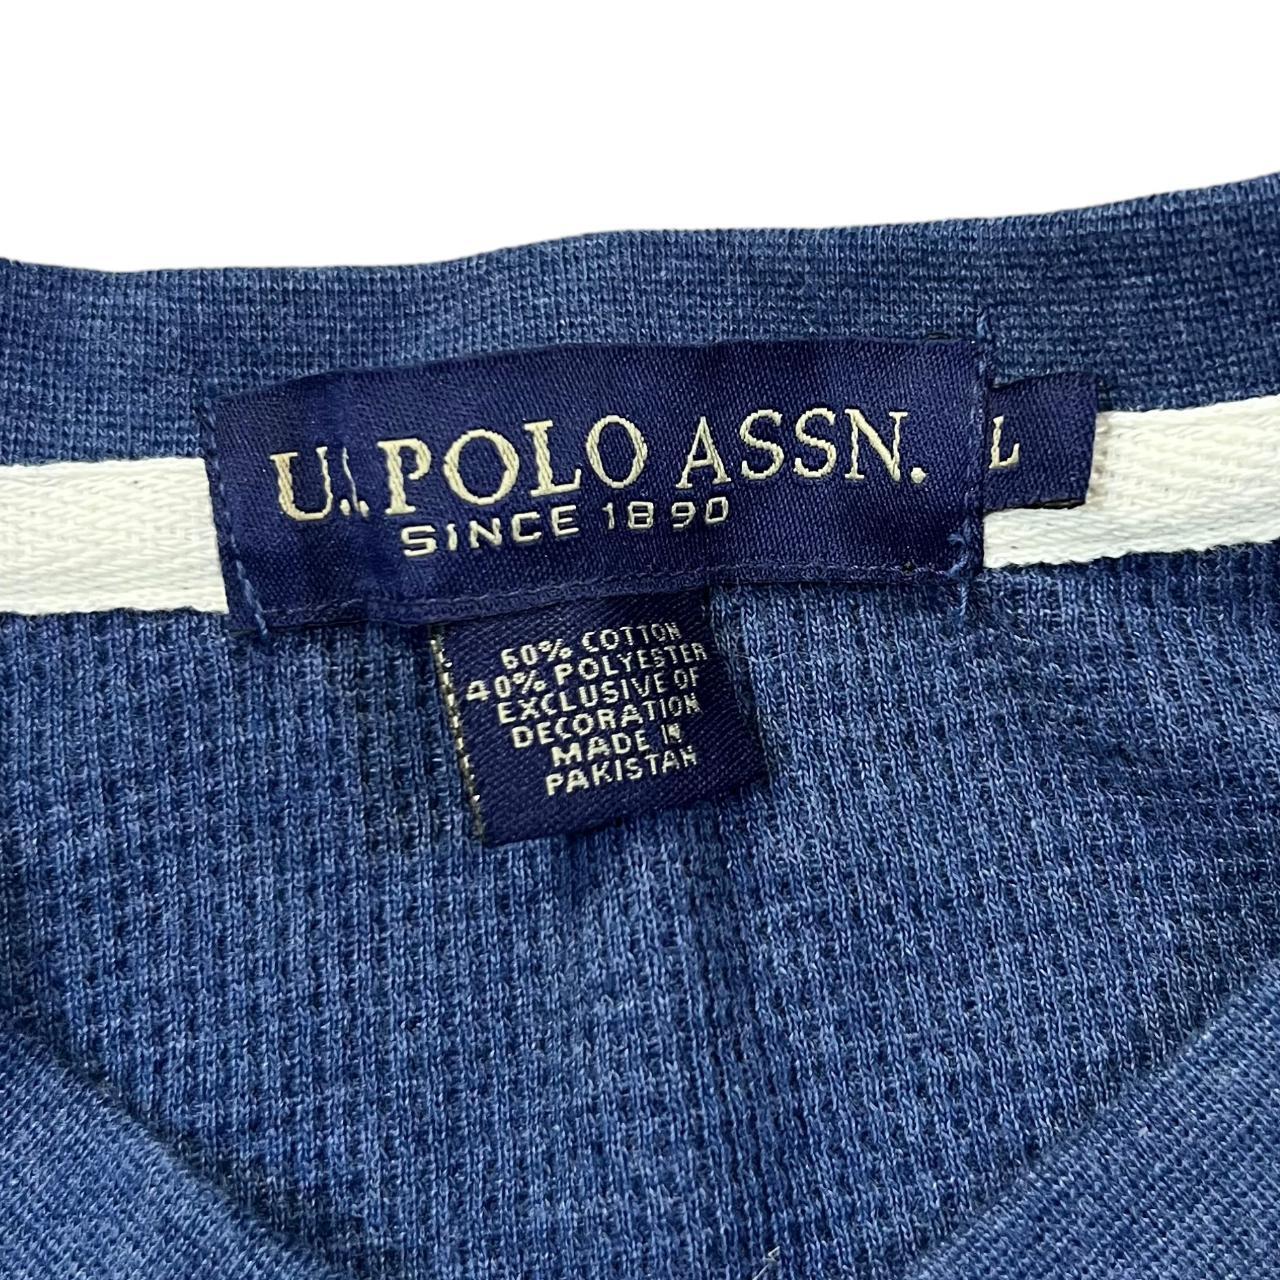 U.. POLO ASSN.
SINCE 1890
L
60% COTTON
40% POLYESTER
EXCLUSIVE OF
DECORATION
MADE IN
PAKISTAN